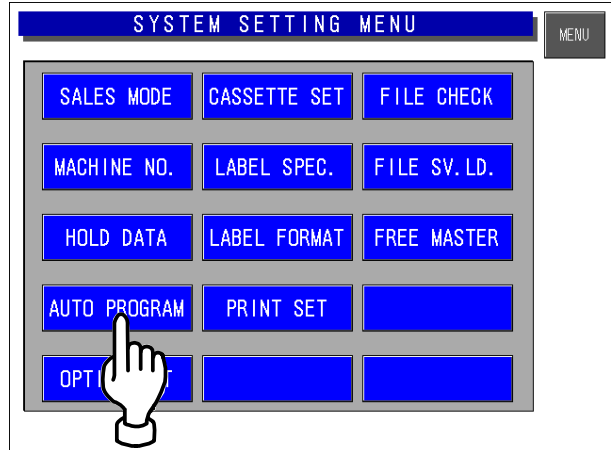 SYSTEM SETTING MENU
MENU
SALES MODE CASSETTE SET FILE CHECK
MACHINE NO. LABEL SPEC. FILE SV.LD.
HOLD DATA LABEL FORMAT FREE MASTER
AUTO PROGRAM PRINT SET